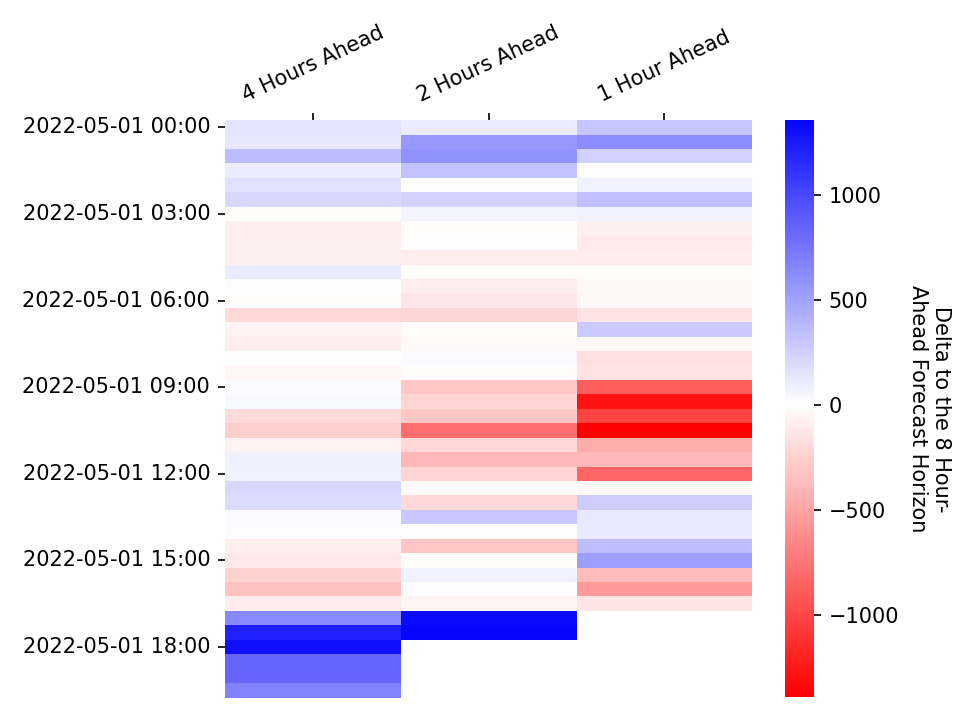 4 Hours Ahead
2 Hours Ahead
1 Hour Ahead
2022-05-01 00:00
2022-05-01 03:00
2022-05-01 06:00
2022-05-01 09:00
2022-05-01 12:00
2022-05-01 15:00
2022-05-01 18:00
1000
500
0
−500
−1000
Delta to the 8 Hour-
Ahead Forecast Horizon